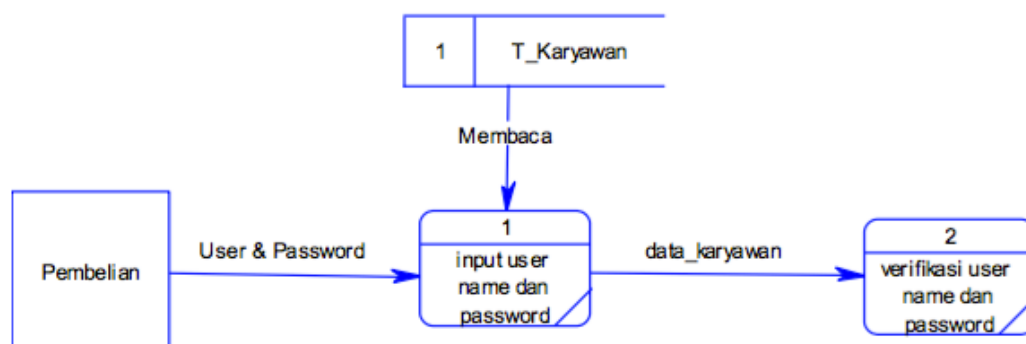 1 T_Karyawan
Membaca
Pembelian
User & Password
1
input user
name dan
password
data_karyawan
2
verifikasi user
name dan
password